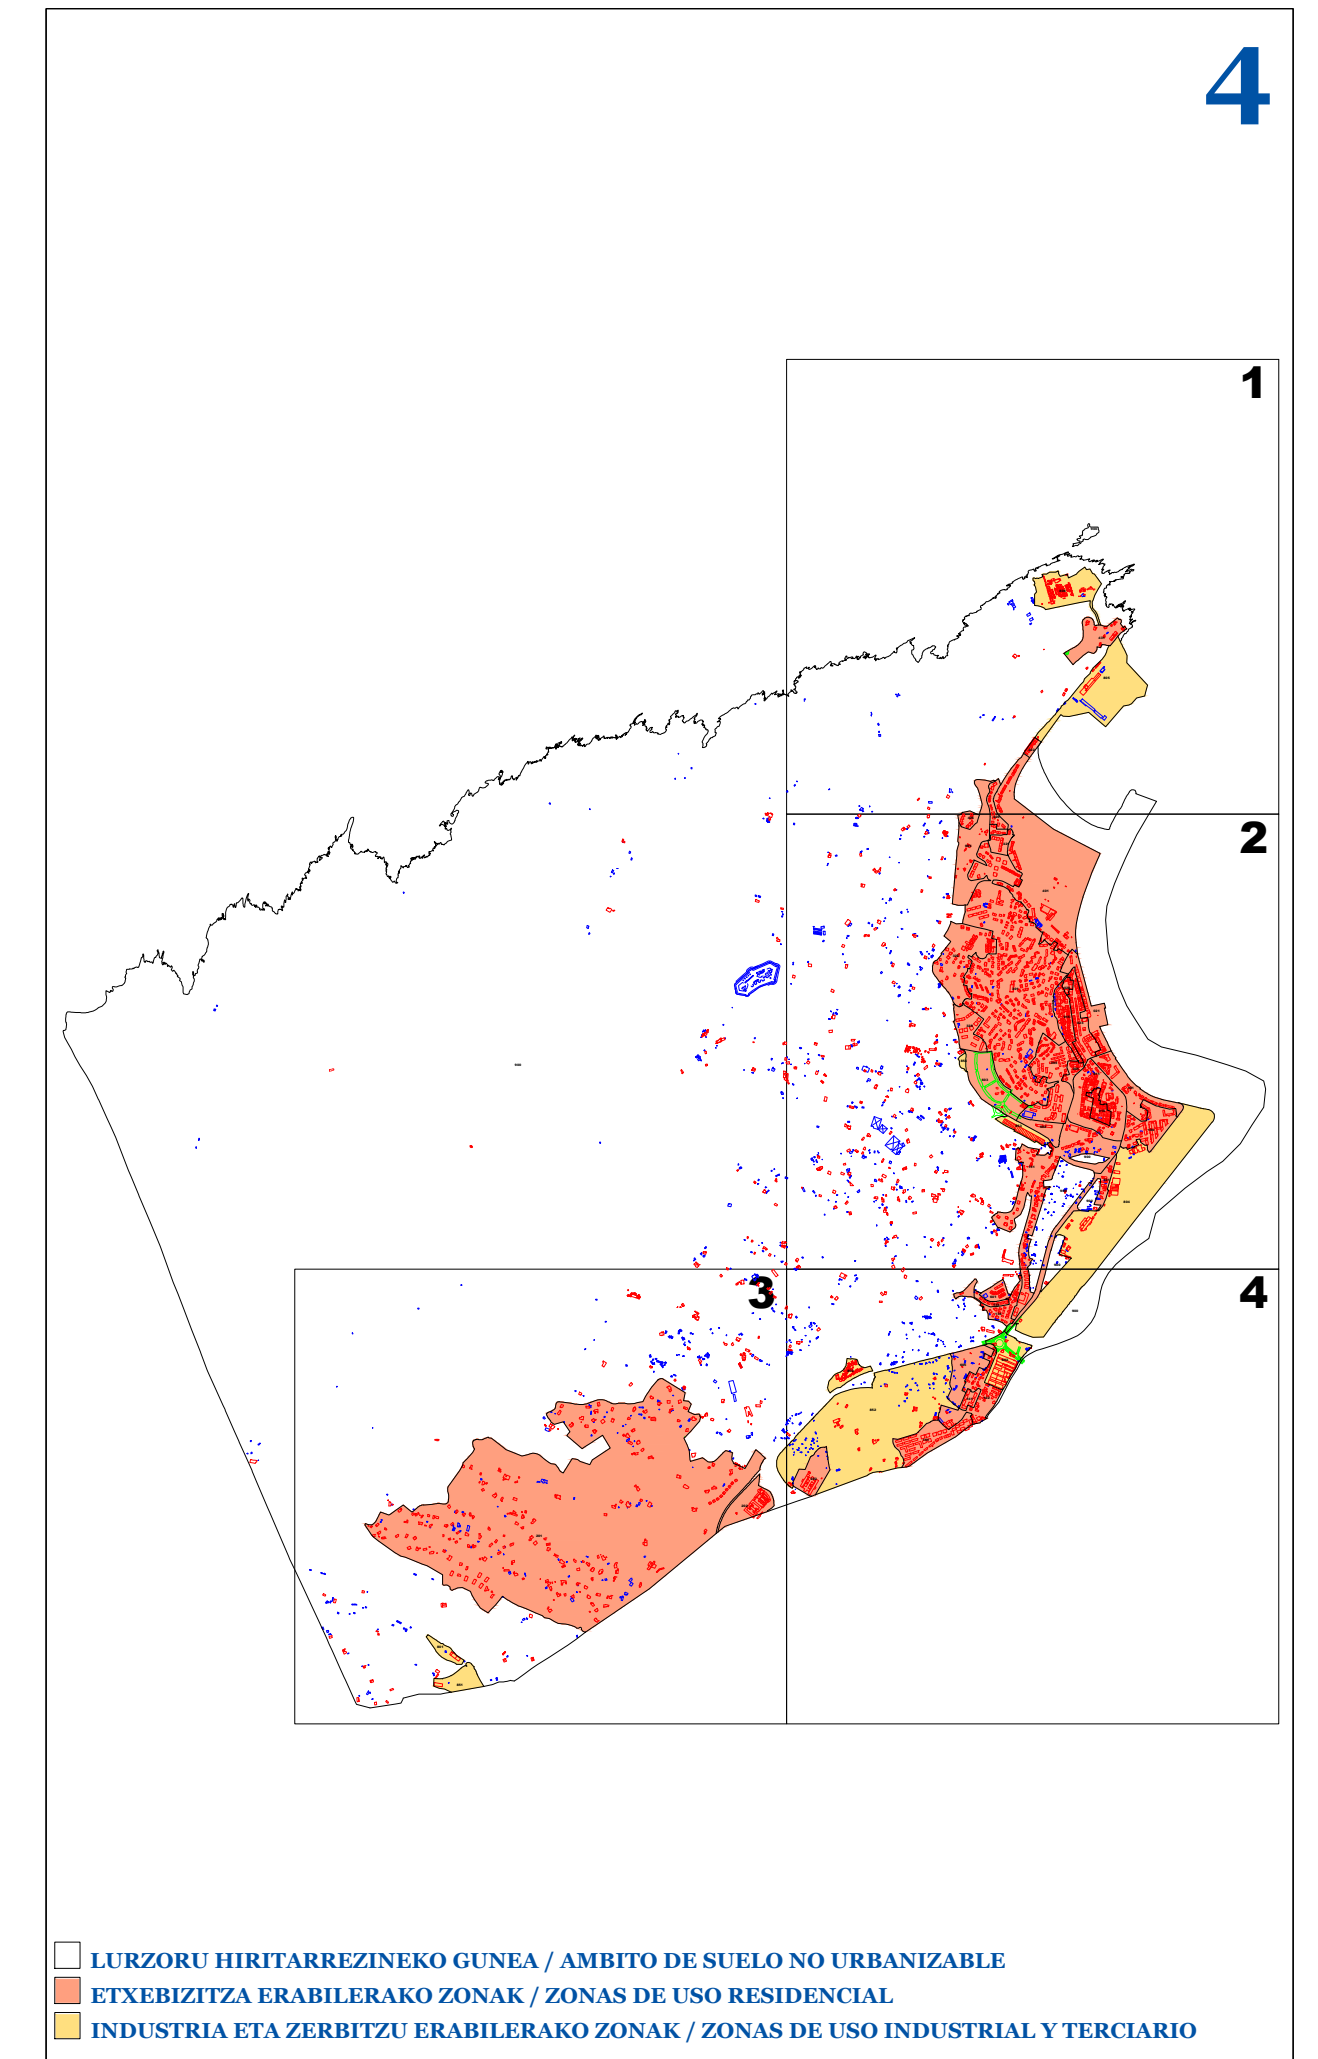 4
1
2
3
4
LURZORU HIRITARREZINEKO GUNEA / AMBITO DE SUELO NO URBANIZABLE
ETXEBIZITZA ERABILERAKO ZONAK / ZONAS DE USO RESIDENCIAL
INDUSTRIA ETA ZERBITZU ERABILERAKO ZONAK / ZONAS DE USO INDUSTRIAL Y TERCIARIO